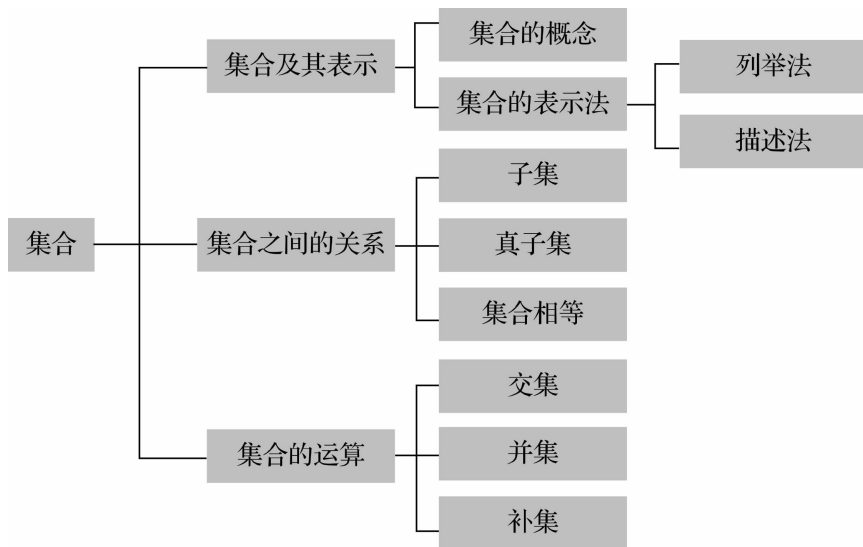 集合
集合及其表示
集合的概念
集合的表示法
列举法
描述法
集合之间的关系
子集
真子集
集合相等
集合的运算
交集
并集
补集